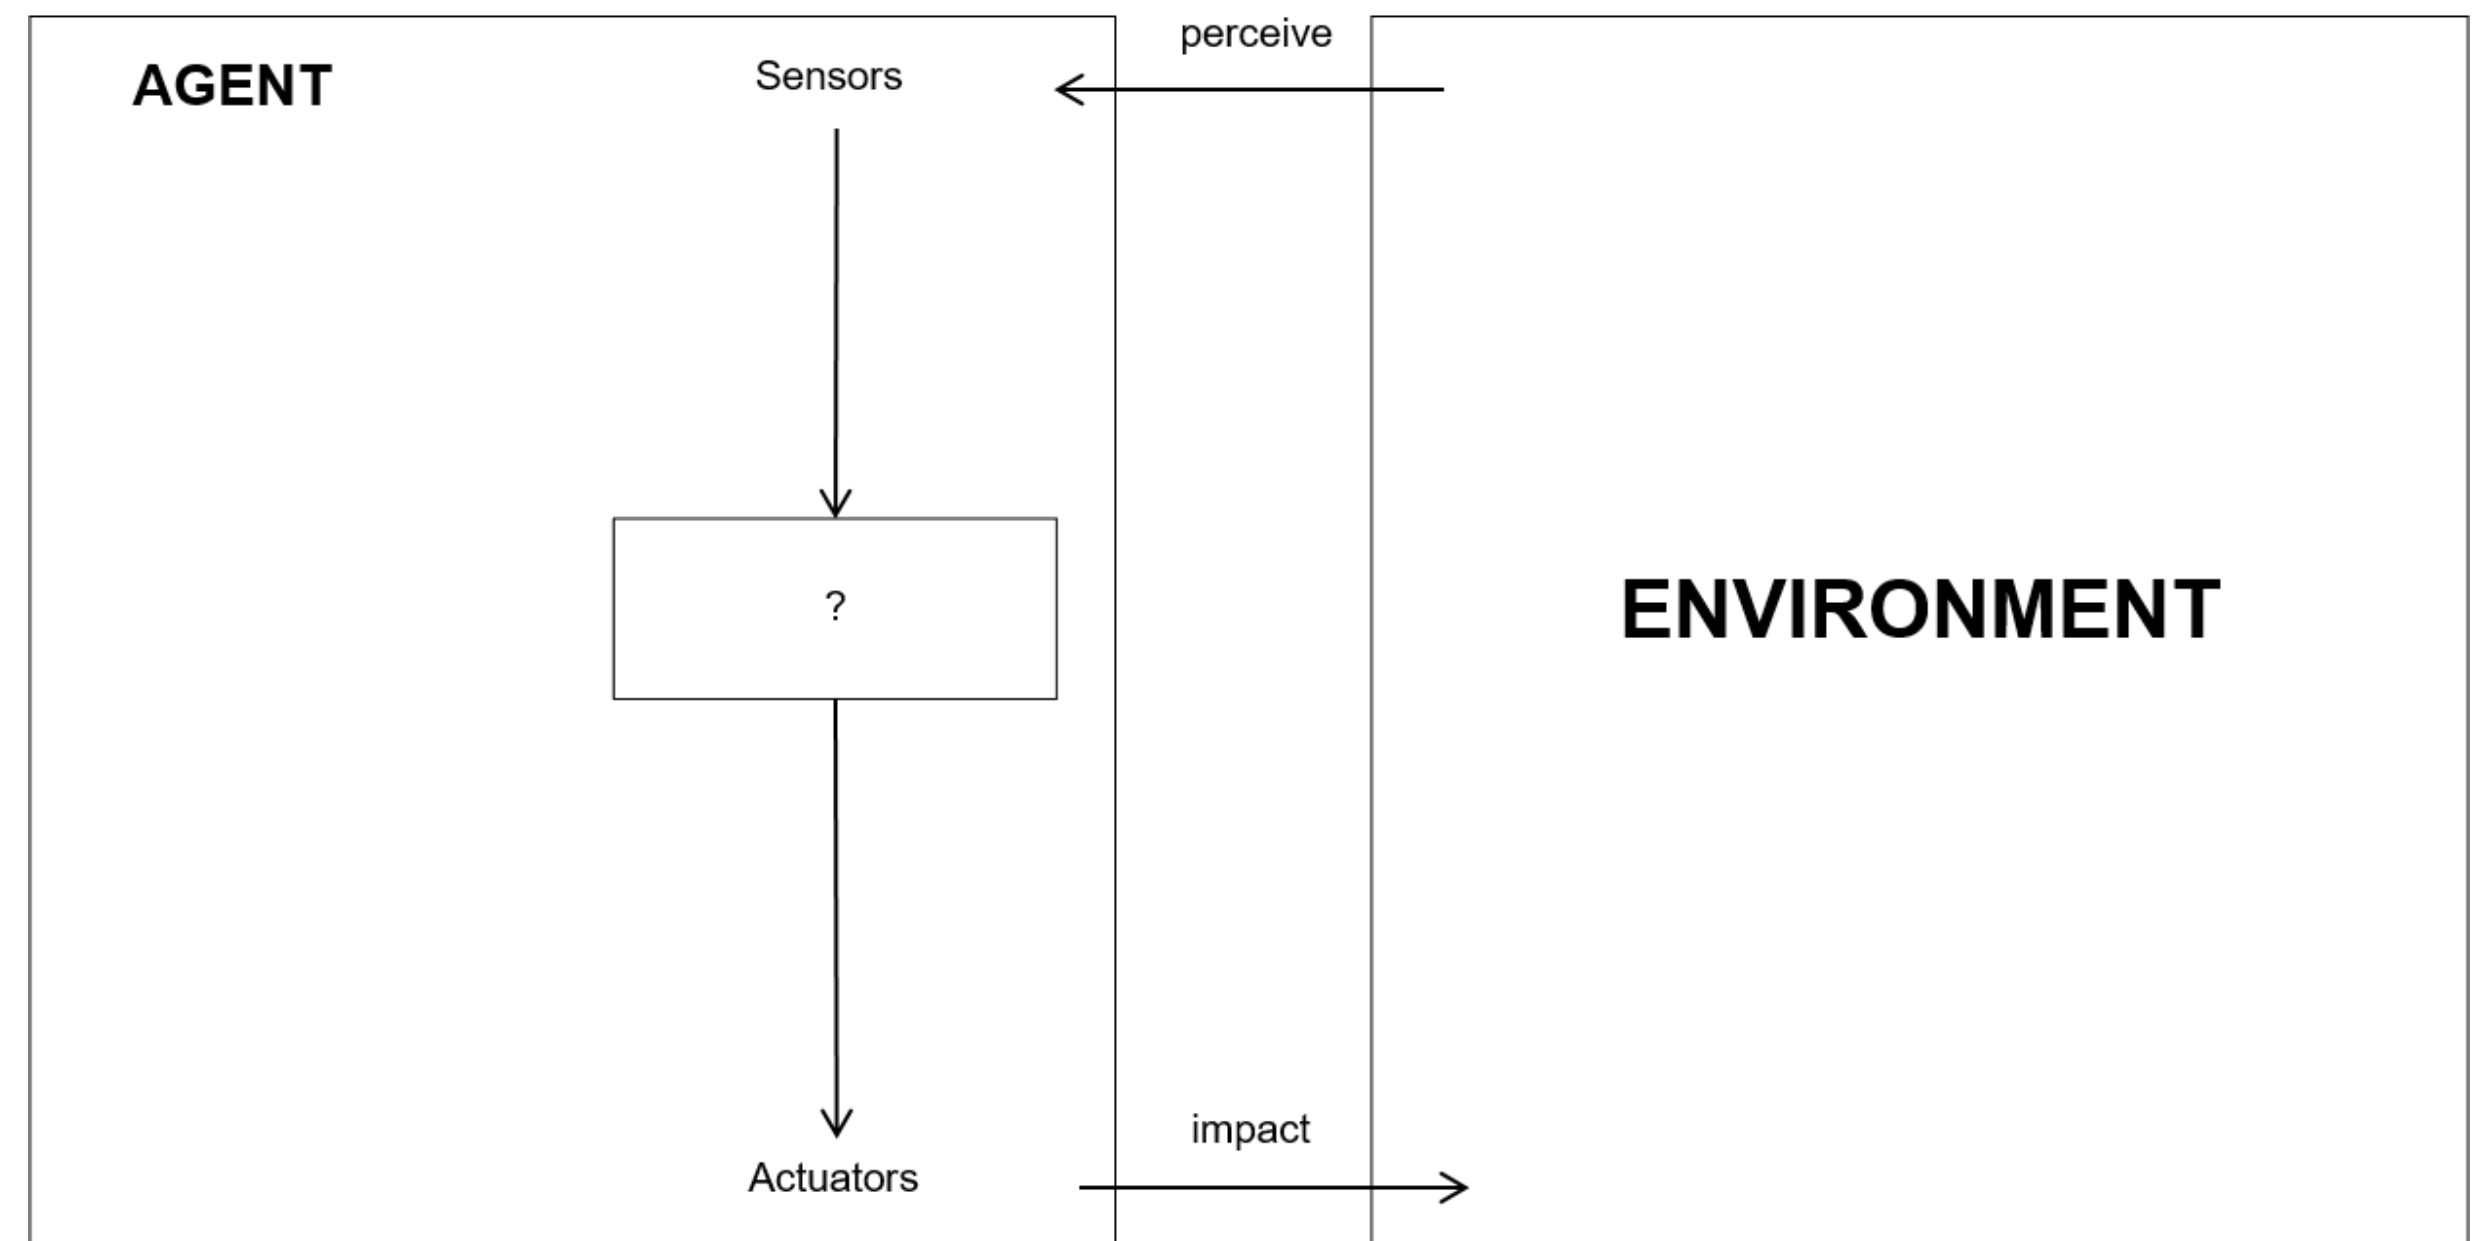 perceive
AGENT
Sensors
?
ENVIRONMENT
impact
Actuators